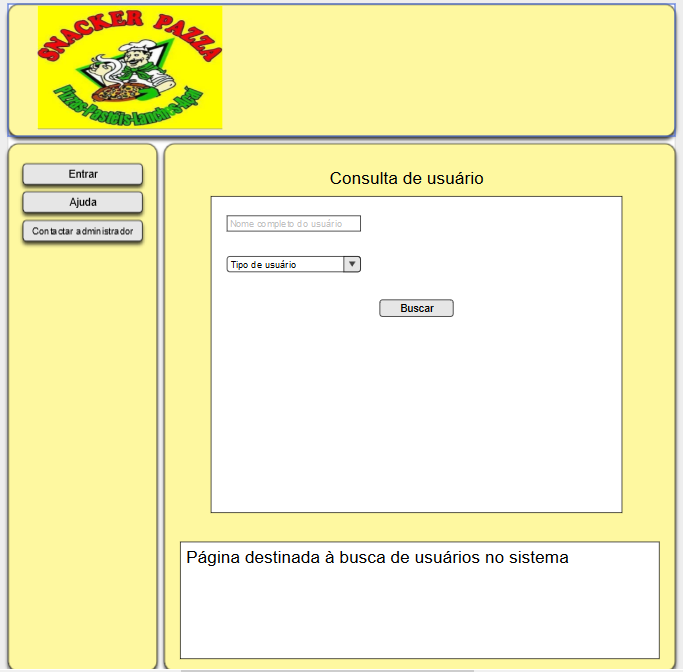 SNACKER PAZZA
Pizzas-Pastéis-Lanches-Açaí
Entrar
Ajuda
Contactar administrador
Consulta de usuário
Nome completo do usuário
Tipo de usuário
Buscar
Página destinada à busca de usuários no sistema